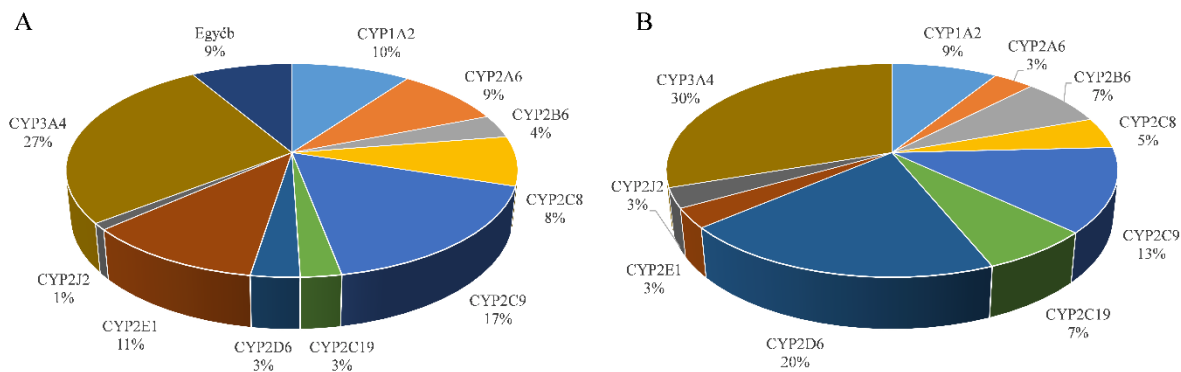 A
Egyéb
9%
CYP1A2
10%
CYP2A6
9%
CYP2B6
4%
CYP2C8
8%
CYP2C9
17%
CYP2C19
3%
CYP2D6
3%
CYP2E1
11%
CYP2J2
1%
CYP3A4
27%
B
CYP1A2
9%
CYP2A6
3%
CYP2B6
7%
CYP2C8
5%
CYP2C9
13%
CYP2C19
7%
CYP2D6
20%
CYP2E1
3%
CYP2J2
3%
CYP3A4
30%